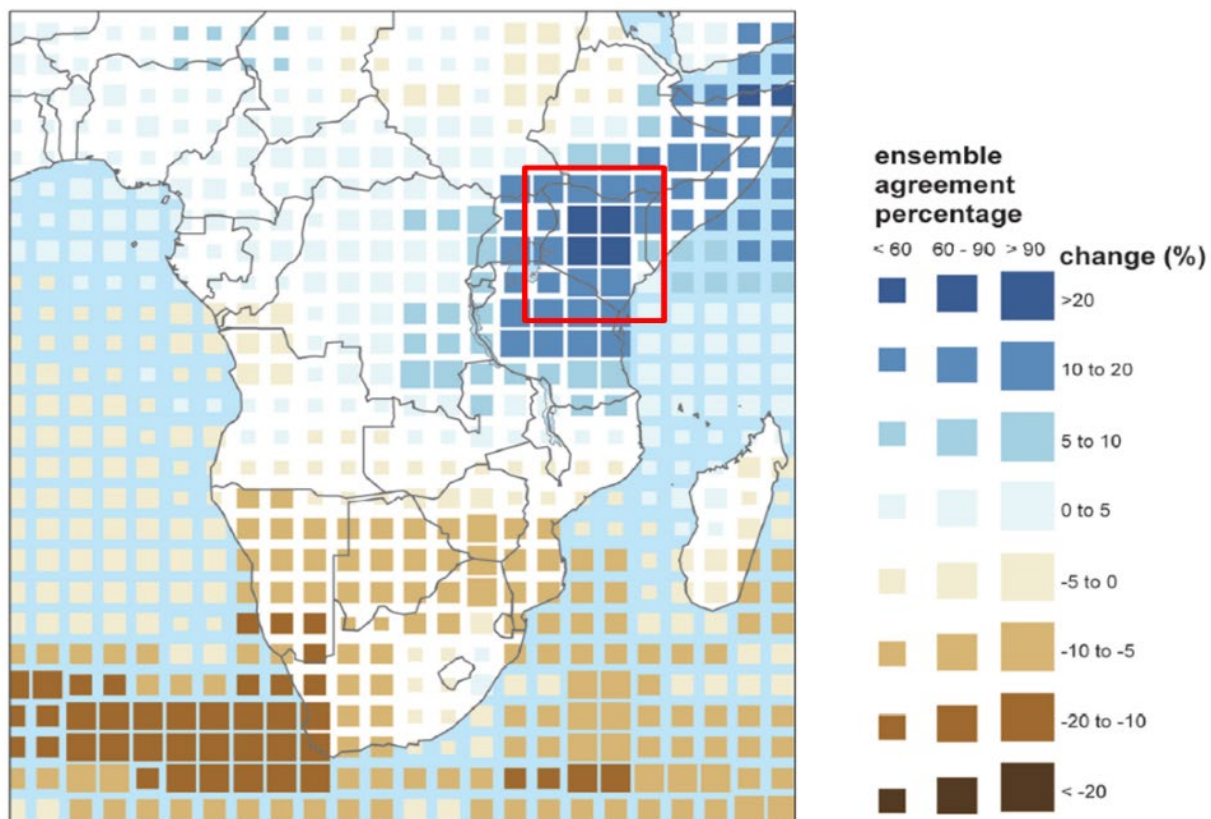 ensemble
agreement
percentage
< 60 60 - 90 > 90 change (%)
>20
10 to 20
5 to 10
0 to 5
-5 to 0
-10 to -5
-20 to -10
< -20